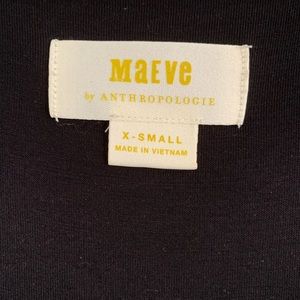 MaEVe
by ANTHROPOLOGIE
X-SMALL
MADE IN VIETNAM